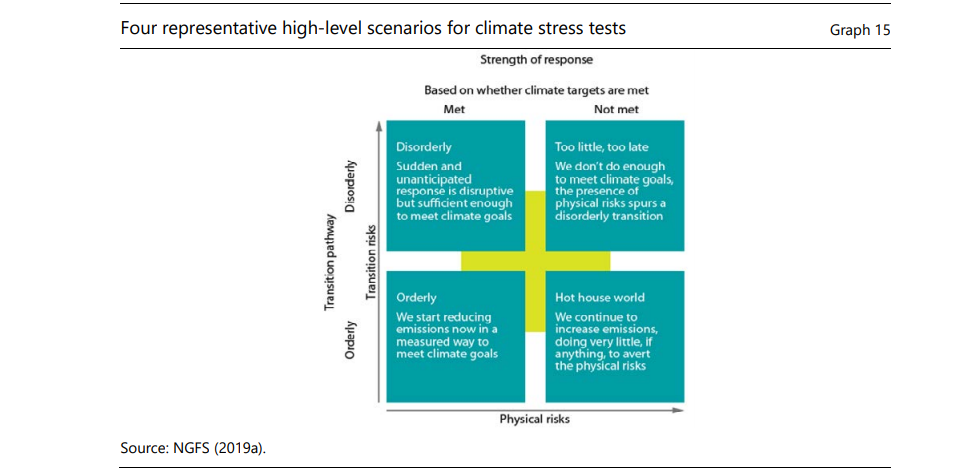 Four representative high-level scenarios for climate stress tests
Graph 15
Strength of response
Based on whether climate targets are met
Met
Not met
Transition pathway
Disorderly
Orderly
Transition risks
Disorderly
Sudden and
unanticipated
response is disruptive
but sufficient enough
to meet climate goals
Too little, too late
We don't do enough
to meet climate goals,
the presence of
physical risks spurs a
disorderly transition
Orderly
We start reducing
emissions now in a
measured way to
meet climate goals
Hot house world
We continue to
increase emissions,
doing very little, if
anything, to avert
the physical risks
Physical risks
Source: NGFS (2019a).